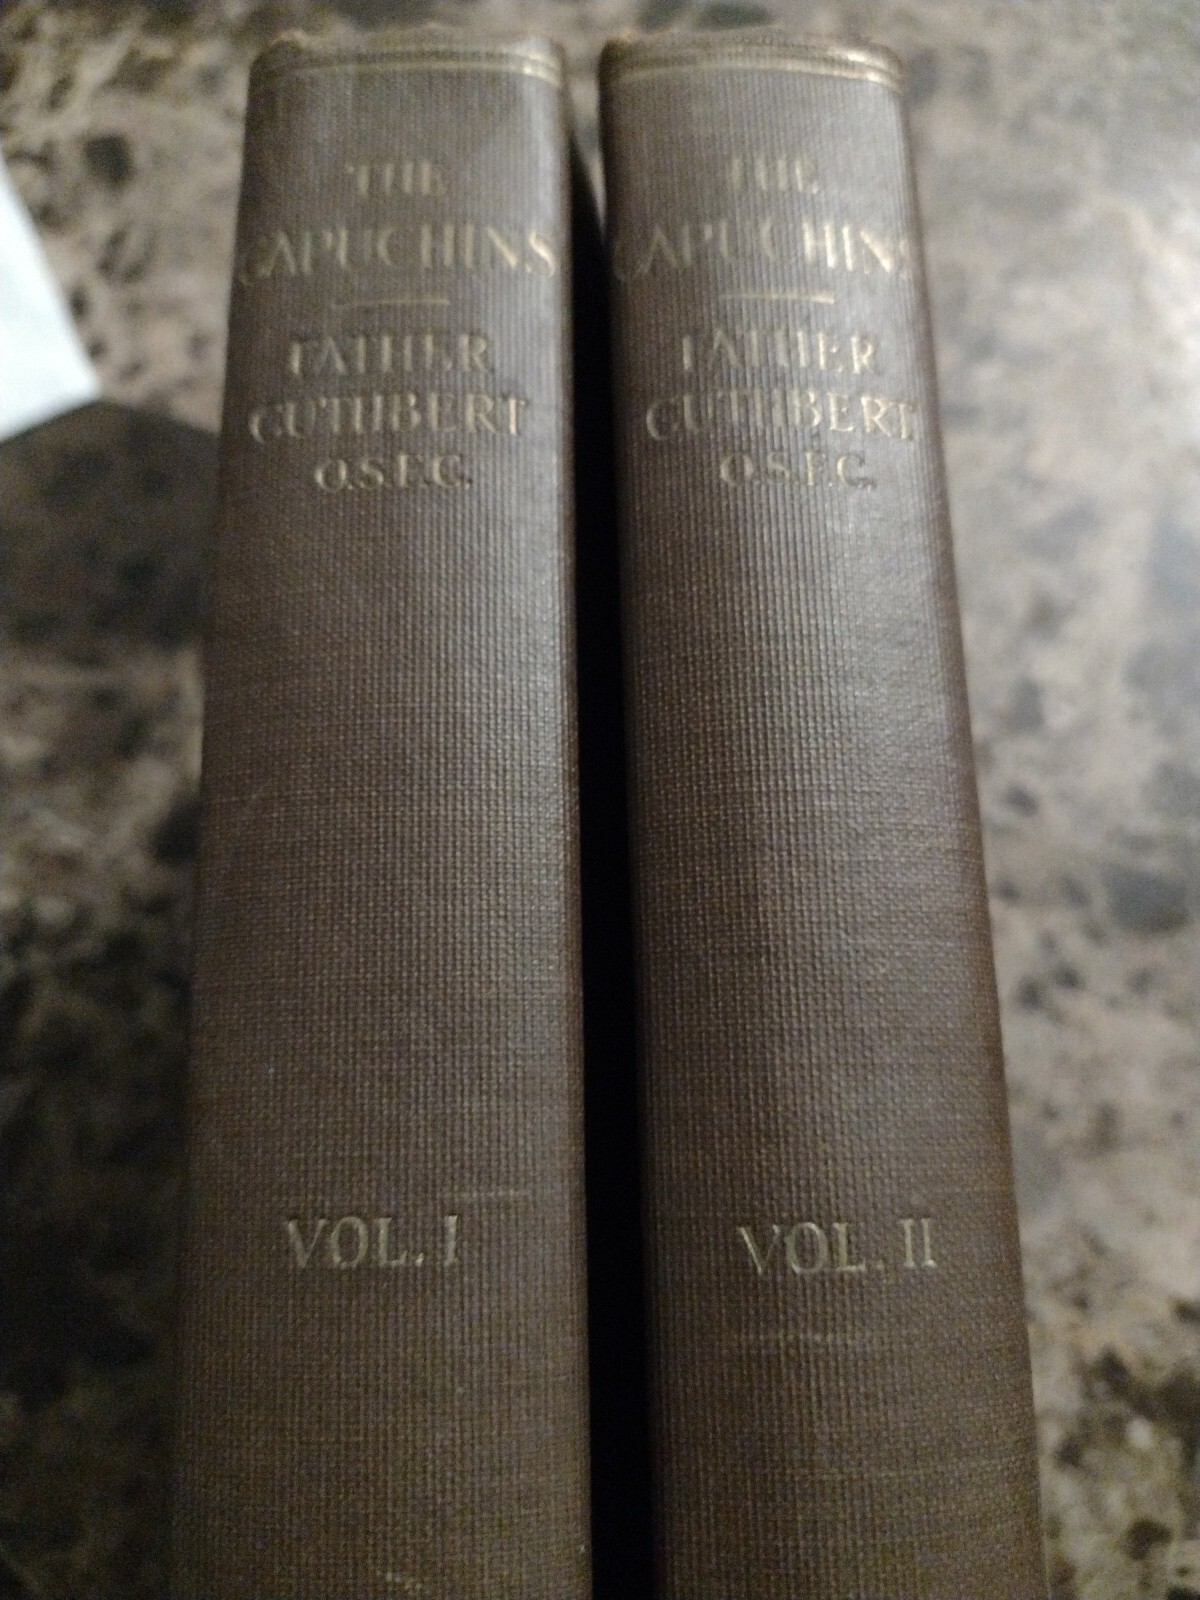 THE
CAPUCHINS
FATHER
CUTHBERT
O.S.F.C.
VOL. I
THE
CAPUCHINS
FATHER
CUTHBERT
O.S.F.C.
VOL. II